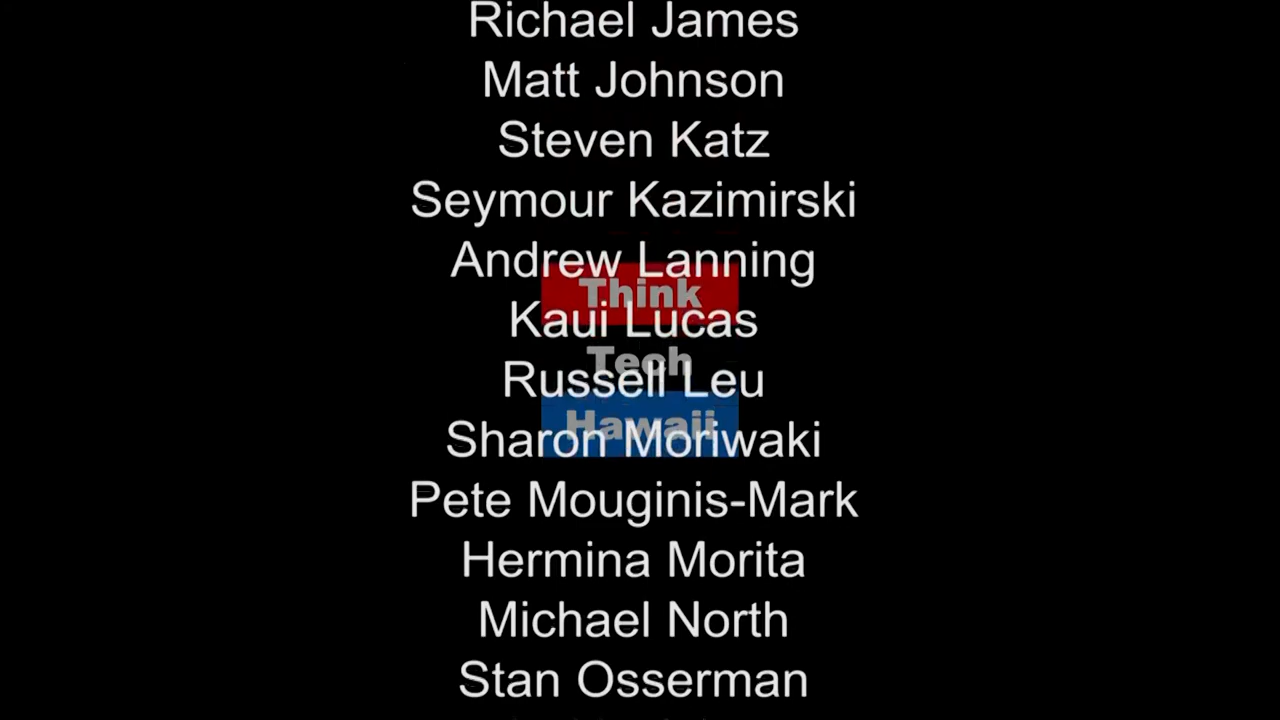 Richael James
Matt Johnson
Steven Katz
Seymour Kazimirski
Andrew Lanning
Think
Kaui Lucas
Tech
Russell Leu
Hawaii
Sharon Moriwaki
Pete Mouginis-Mark
Hermina Morita
Michael North
Stan Osserman